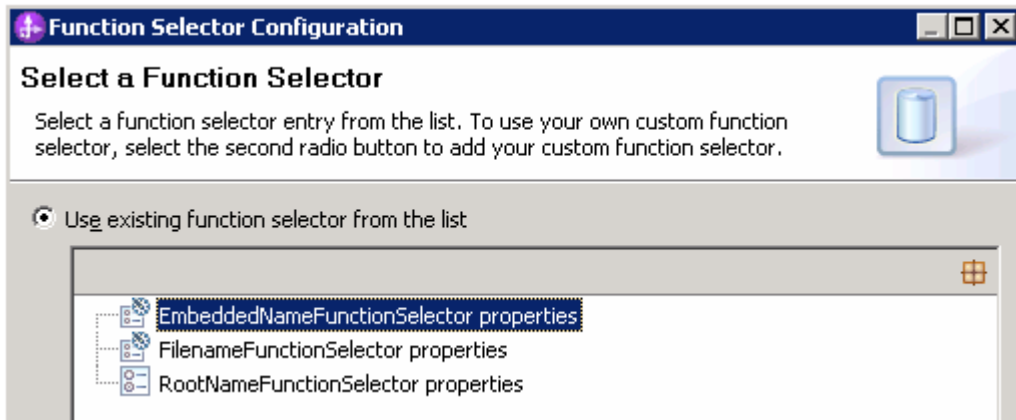 Function Selector Configuration
Select a Function Selector
Select a function selector entry from the list. To use your own custom function
selector, select the second radio button to add your custom function selector.
Use existing function selector from the list
EmbeddedNameFunctionSelector properties
FilenameFunctionSelector properties
RootNameFunctionSelector properties